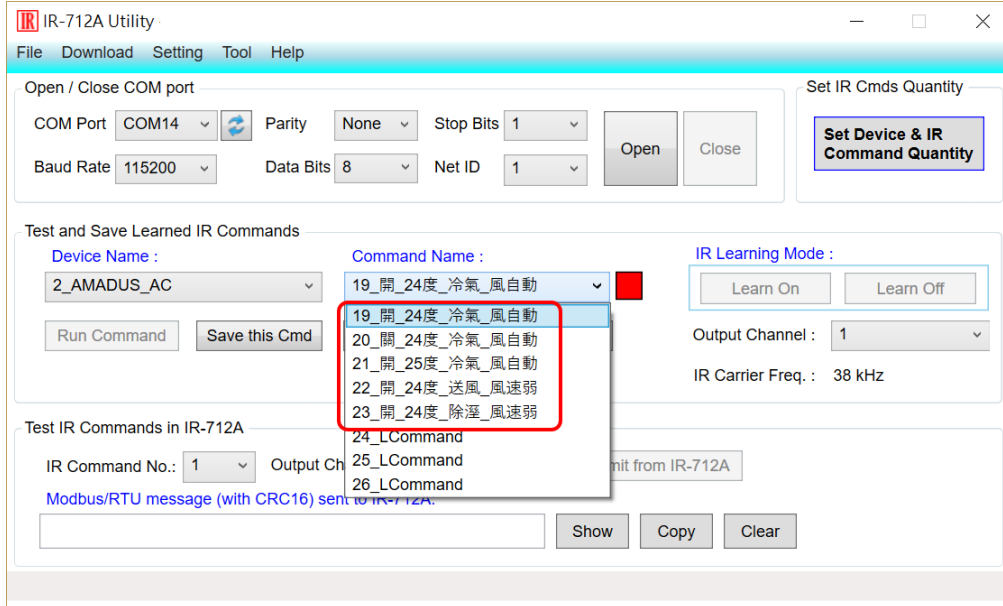 IR IR-712A Utility
File Download Setting Tool Help
Open / Close COM port
Set IR Cmds Quantity
COM Port COM14 Parity None Stop Bits 1
Open Close
Set Device & IR
Command Quantity
Baud Rate 115200 Data Bits 8 Net ID 1
Test and Save Learned IR Commands
Device Name :
Command Name :
IR Learning Mode :
2_AMADUS_AC
19_開_24度_冷氣_風自動
Learn On Learn Off
19_開_24度_冷氣_風自動
Run Command Save this Cmd
20_關_24度_冷氣_風自動
Output Channel : 1
21_開_25度_冷氣_風自動
IR Carrier Freq. : 38 kHz
22_開_24度_送風_風速弱
23_開_24度_除溼_風速弱
Test IR Commands in IR-712A
24_LCommand
IR Command No.: 1 Output Ch
25_LCommand
mit from IR-712A
26_LCommand
Modbus/RTU message (with CRC16) sent to IR-712A:
Show Copy Clear